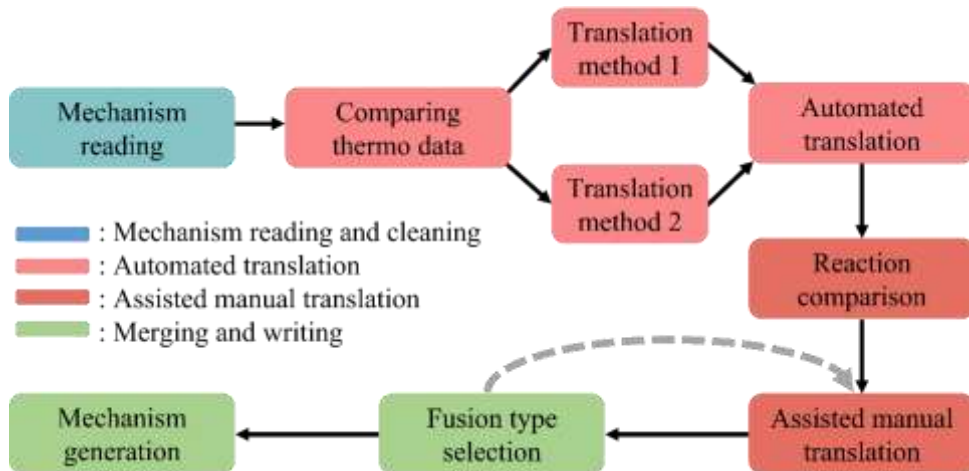 Mechanism
reading
Comparing
thermo data
Translation
method 1
Translation
method 2
Automated
translation
: Mechanism reading and cleaning
: Automated translation
: Assisted manual translation
: Merging and writing
Reaction
comparison
Mechanism
generation
Fusion type
selection
Assisted manual
translation